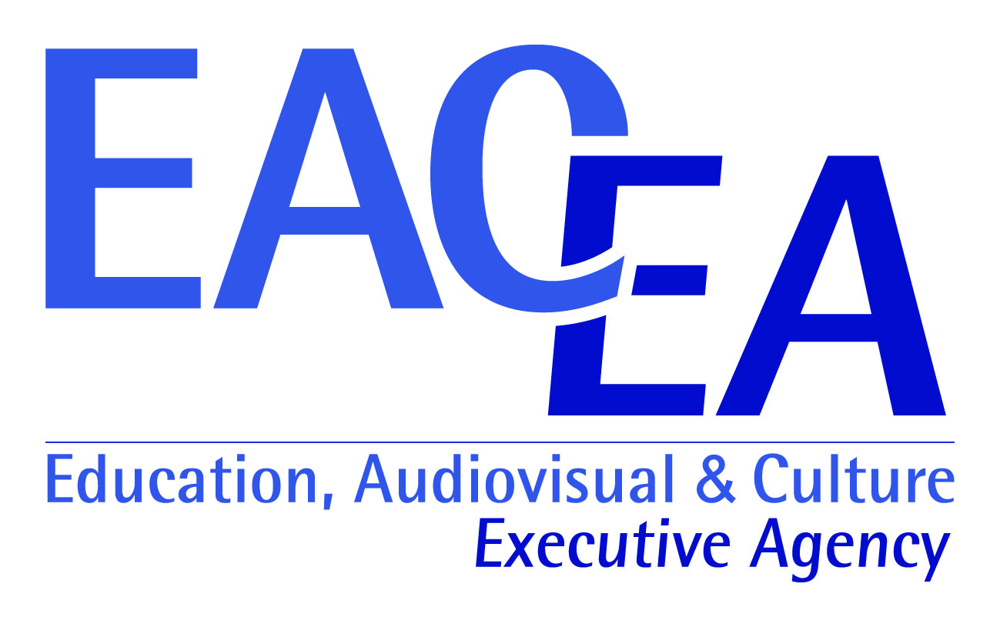 EACEA
Education, Audiovisual & Culture
Executive Agency